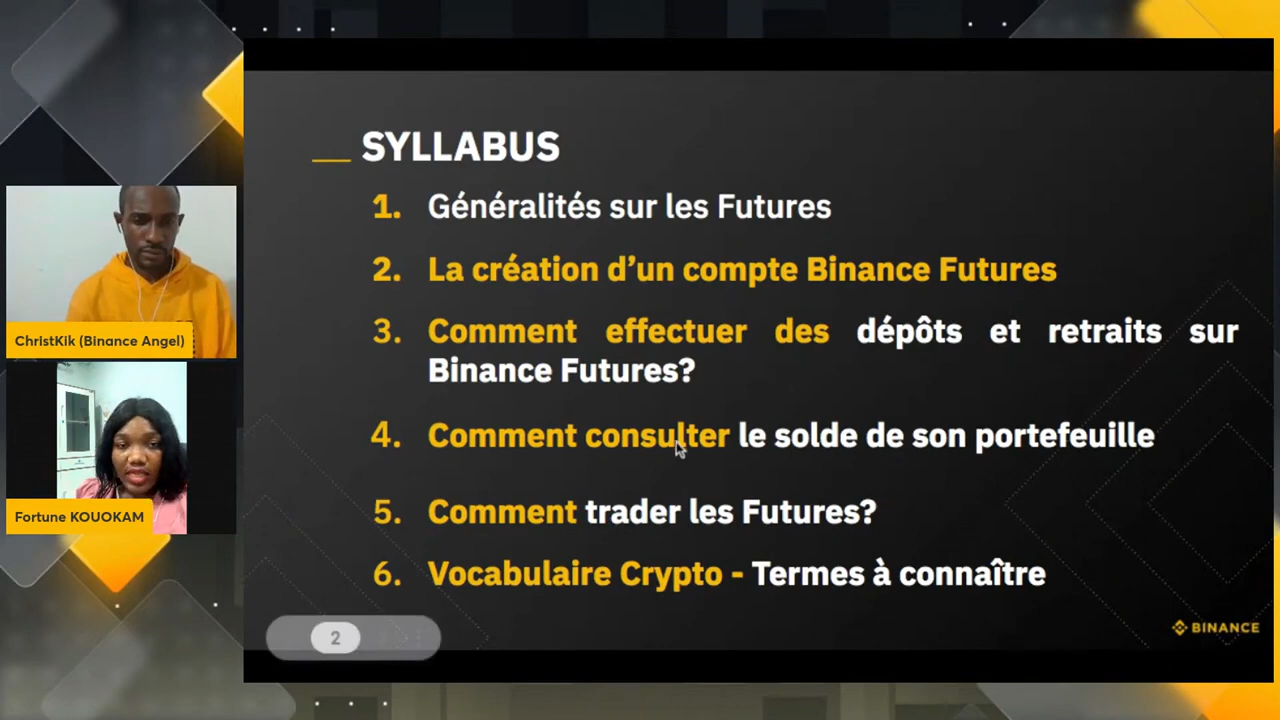 SYLLABUS
1. Généralités sur les Futures
2. La création d’un compte Binance Futures
3. Comment effectuer des dépôts et retraits sur
Binance Futures?
4. Comment consulter le solde de son portefeuille
5. Comment trader les Futures?
6. Vocabulaire Crypto - Termes à connaître
2
BINANCE
ChristKik (Binance Angel)
Fortune KOUOKAM